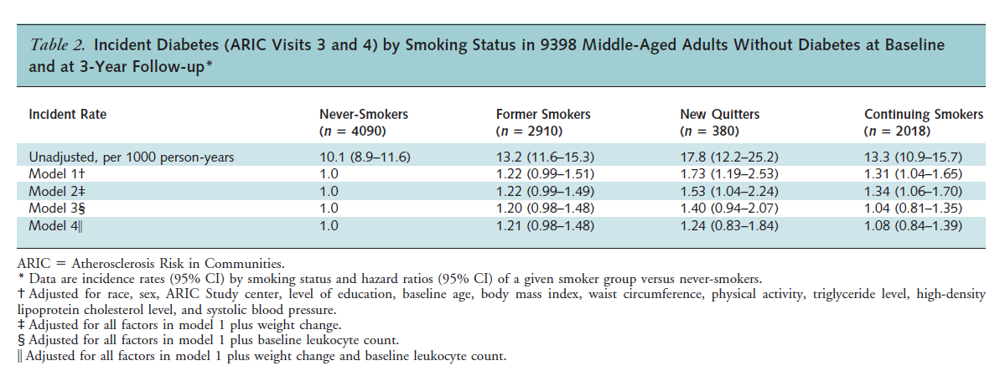 Table 2. Incident Diabetes (ARIC Visits 3 and 4) by Smoking Status in 9398 Middle-Aged Adults Without Diabetes at Baseline
and at 3-Year Follow-up*
Incident Rate Never-Smokers Former Smokers New Quitters Continuing Smokers
(n = 4090) (n = 2910) (n = 380) (n = 2018)
Unadjusted, per 1000 person-years 10.1 (8.9–11.6) 13.2 (11.6–15.3) 17.8 (12.2–25.2) 13.3 (10.9–15.7)
Model 1† 1.0 1.22 (0.99–1.51) 1.73 (1.19–2.53) 1.31 (1.04–1.65)
Model 2‡ 1.0 1.22 (0.99–1.49) 1.53 (1.04–2.24) 1.34 (1.06–1.70)
Model 3§ 1.0 1.20 (0.98–1.48) 1.40 (0.94–2.07) 1.04 (0.81–1.35)
Model 4|| 1.0 1.21 (0.98–1.48) 1.24 (0.83–1.84) 1.08 (0.84–1.39)
ARIC = Atherosclerosis Risk in Communities.
* Data are incidence rates (95% CI) by smoking status and hazard ratios (95% CI) of a given smoker group versus never-smokers.
† Adjusted for race, sex, ARIC Study center, level of education, baseline age, body mass index, waist circumference, physical activity, triglyceride level, high-density
lipoprotein cholesterol level, and systolic blood pressure.
‡ Adjusted for all factors in model 1 plus weight change.
§ Adjusted for all factors in model 1 plus baseline leukocyte count.
|| Adjusted for all factors in model 1 plus weight change and baseline leukocyte count.